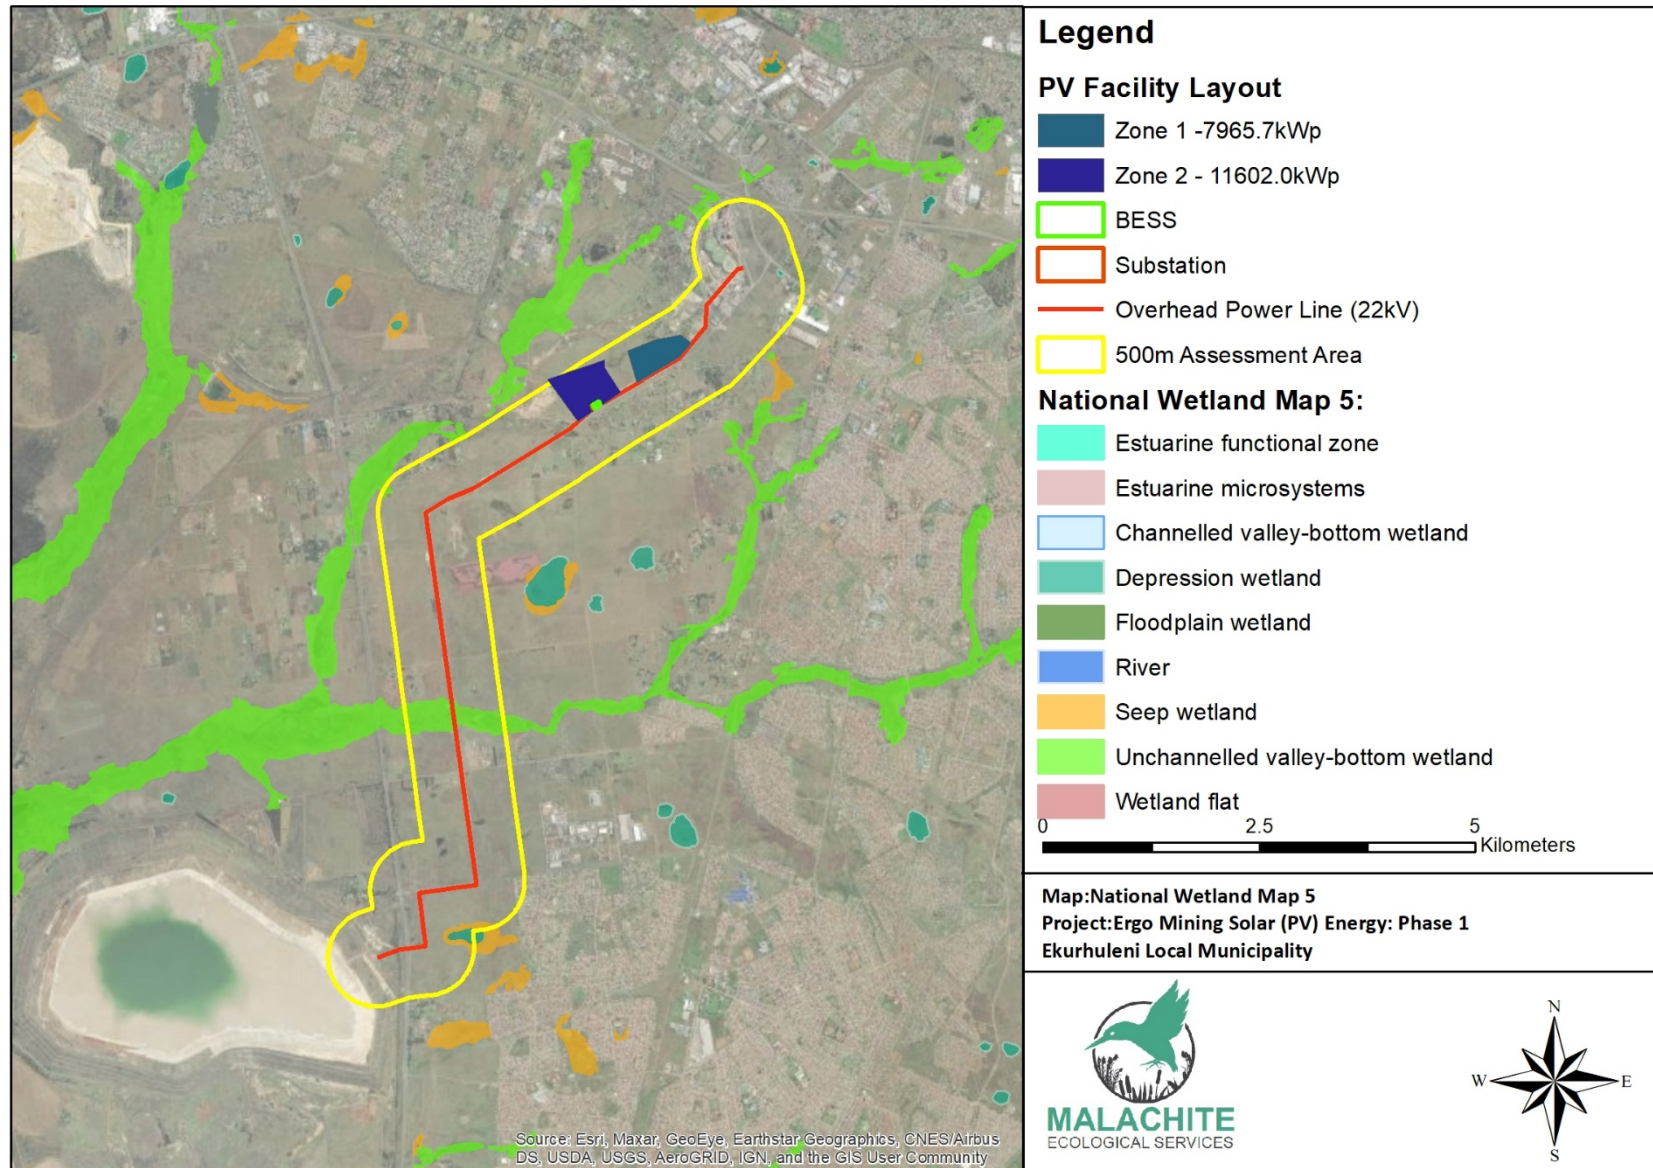 Legend
PV Facility Layout
Zone 1 -7965.7kWp
Zone 2 - 11602.0kWp
BESS
Substation
Overhead Power Line (22kV)
500m Assessment Area
National Wetland Map 5:
Estuarine functional zone
Estuarine microsystems
Channelled valley-bottom wetland
Depression wetland
Floodplain wetland
River
Seep wetland
Unchannelled valley-bottom wetland
Wetland flat
0 2.5 5
Kilometers
Map:National Wetland Map 5
Project:Ergo Mining Solar (PV) Energy: Phase 1
Ekurhuleni Local Municipality
MALACHITE
ECOLOGICAL SERVICES
N
W E
S
Source: Esri, Maxar, GeoEye, Earthstar Geographics, CNES/Airbus
DS, USDA, USGS, AeroGRID, IGN, and the GIS User Community